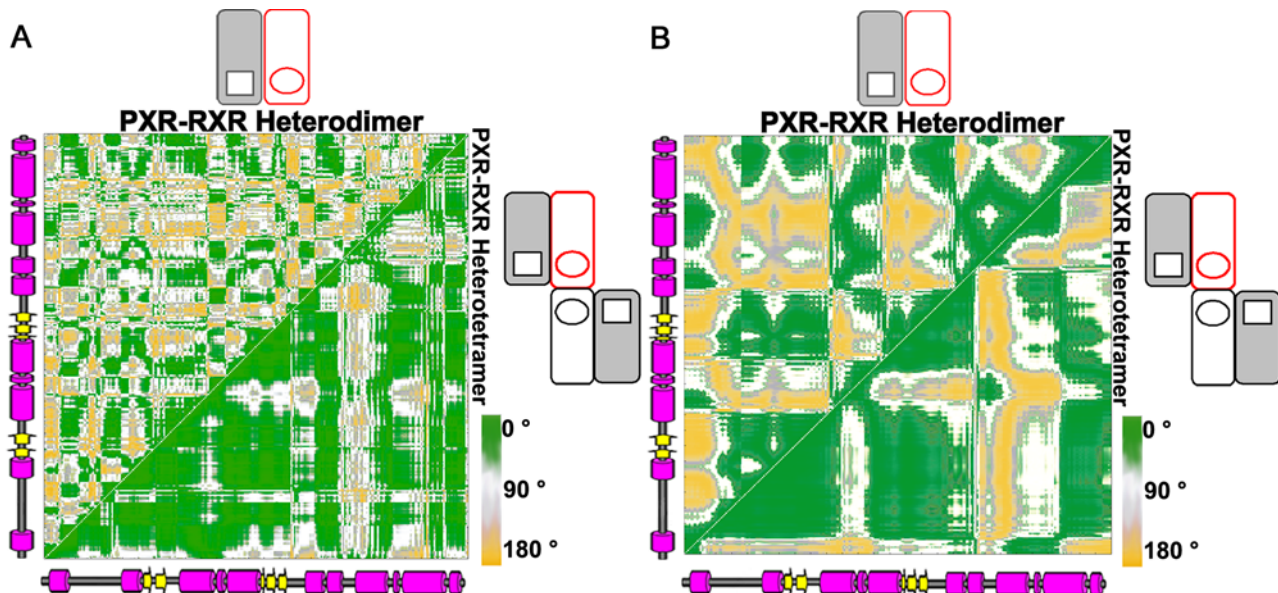 A
PXR-RXR Heterodimer
PXR-RXR Heterotetramer
0 °
90 °
180 °
B
PXR-RXR Heterodimer
PXR-RXR Heterotetramer
0 °
90 °
180 °